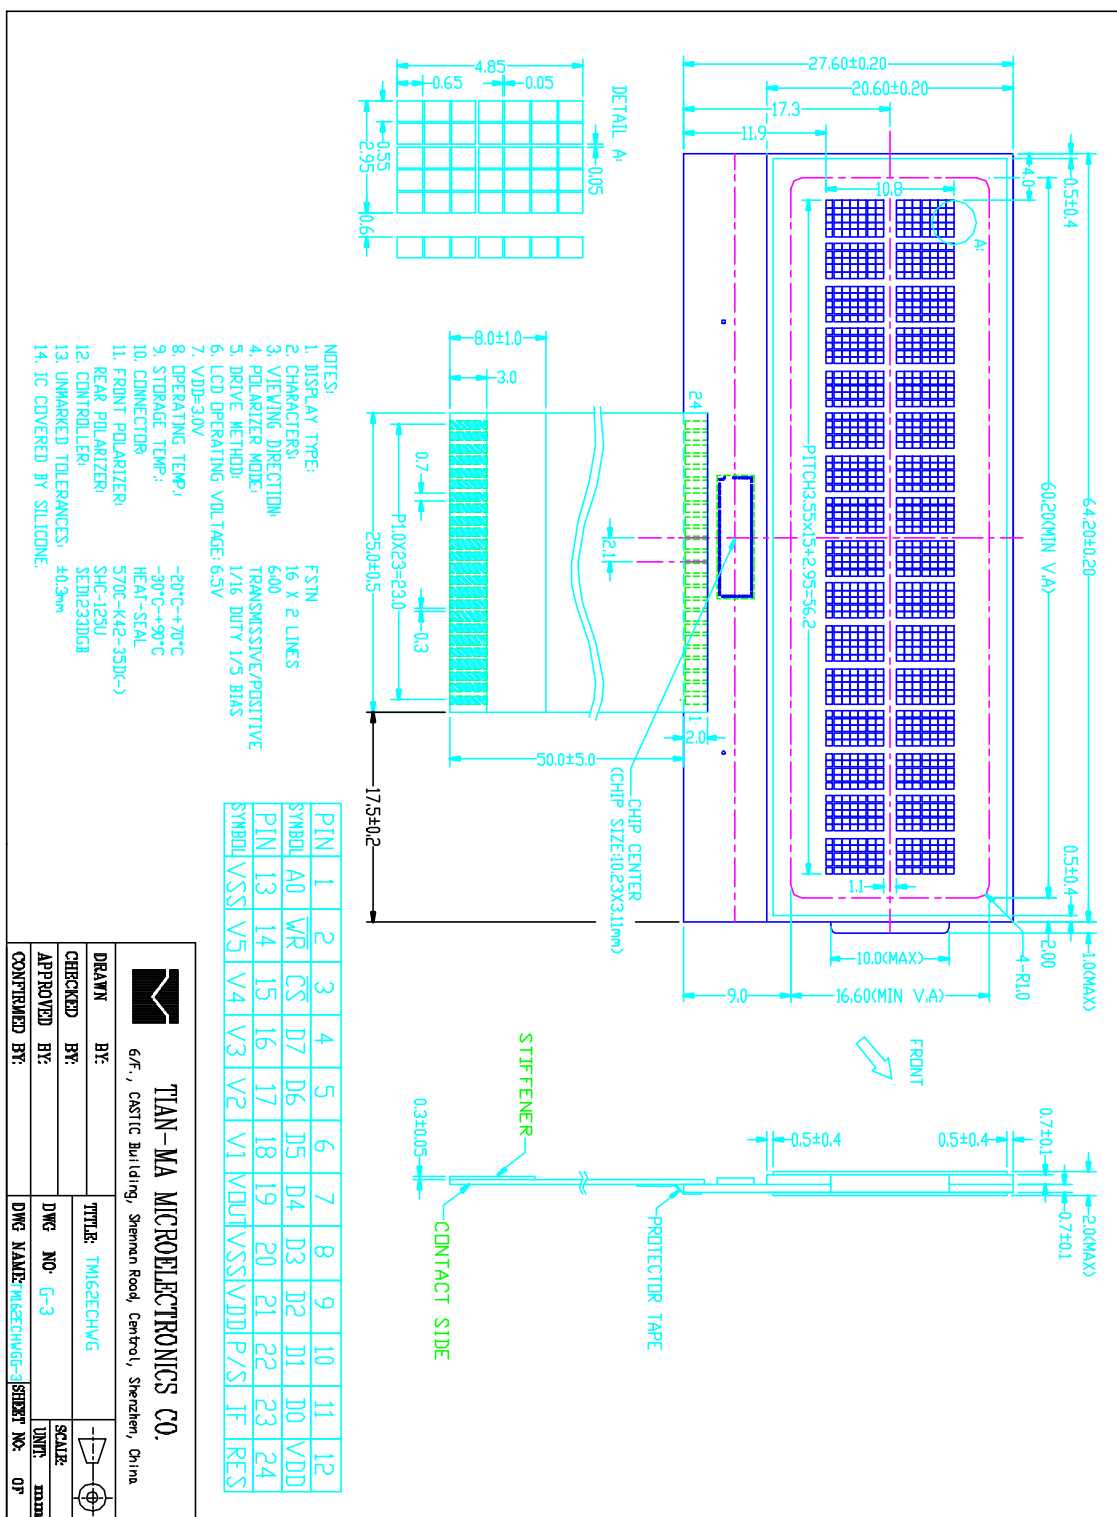 27.60±0.20
20.60±0.20
17.3
11.9
4.85
0.65
0.05
DETAIL A:
0.05
0.55
2.95
0.6
10.8
A:
4.0
0.5±0.4
PITCH3.55x15+2.95=56.2
60.20(MIN V.A)
64.20±0.20
8.0±1.0
3.0
24
1
0.7
P1.0X23=23.0
25.0±0.5
0.3
2.1
2.0
50.0±5.0
17.5±0.2
CHIP CENTER
(CHIP SIZE:10.23X3.11mm)
1.1
0.5±0.4
2.00
1.0(MAX)
4-R1.0
10.0(MAX)
9.0
16.60(MIN V.A)
FRONT
NOTES:
1. DISPLAY TYPE: FSTN
2. CHARACTERS: 16 X 2 LINES
3. VIEWING DIRECTION: 6:00
4. POLARIZER MODE: TRANSMISSIVE/POSITIVE
5. DRIVE METHOD: 1/16 DUTY 1/5 BIAS
6. LCD OPERATING VOLTAGE: 6.5V
7. VDD=3.0V
8. OPERATING TEMP.: -20°C~+70°C
9. STORAGE TEMP.: -30°C~+90°C
10. CONNECTOR: HEAT-SEAL
11. FRONT POLARIZER: 570C-K42-35D(-)
REAR POLARIZER: SHC-125U
12. CONTROLLER:
13. UNMARKED TOLERANCES: ±0.3mm
14. IC COVERED BY SILICONE.
PIN 1 2 3 4 5 6 7 8 9 10 11 12
SYMBOL A0 WR CS D7 D6 D5 D4 D3 D2 D1 D0 VDD
PIN 13 14 15 16 17 18 19 20 21 22 23 24
SYMBOL VSS V5 V4 V3 V2 V1 VOUT VSS VDD P/S IF RES
STIFFENER
CONTACT SIDE
PROTECTOR TAPE
0.3±0.05
0.5±0.4
0.5±0.4
0.7±0.1
0.7±0.1
2.0(MAX)
TIAN-MA MICROELECTRONICS CO.
6/F., CASTIC Building, Shennan Road, Central, Shenzhen, China
DRAWN BY:
CHECKED BY:
APPROVED BY:
CONFIRMED BY:
TITLE: TM162ECHWG
DWG NO: G-3
DWG NAME: TM162ECHWGG-3
SCALE:
UNIT: mm
SHEET NO: OF